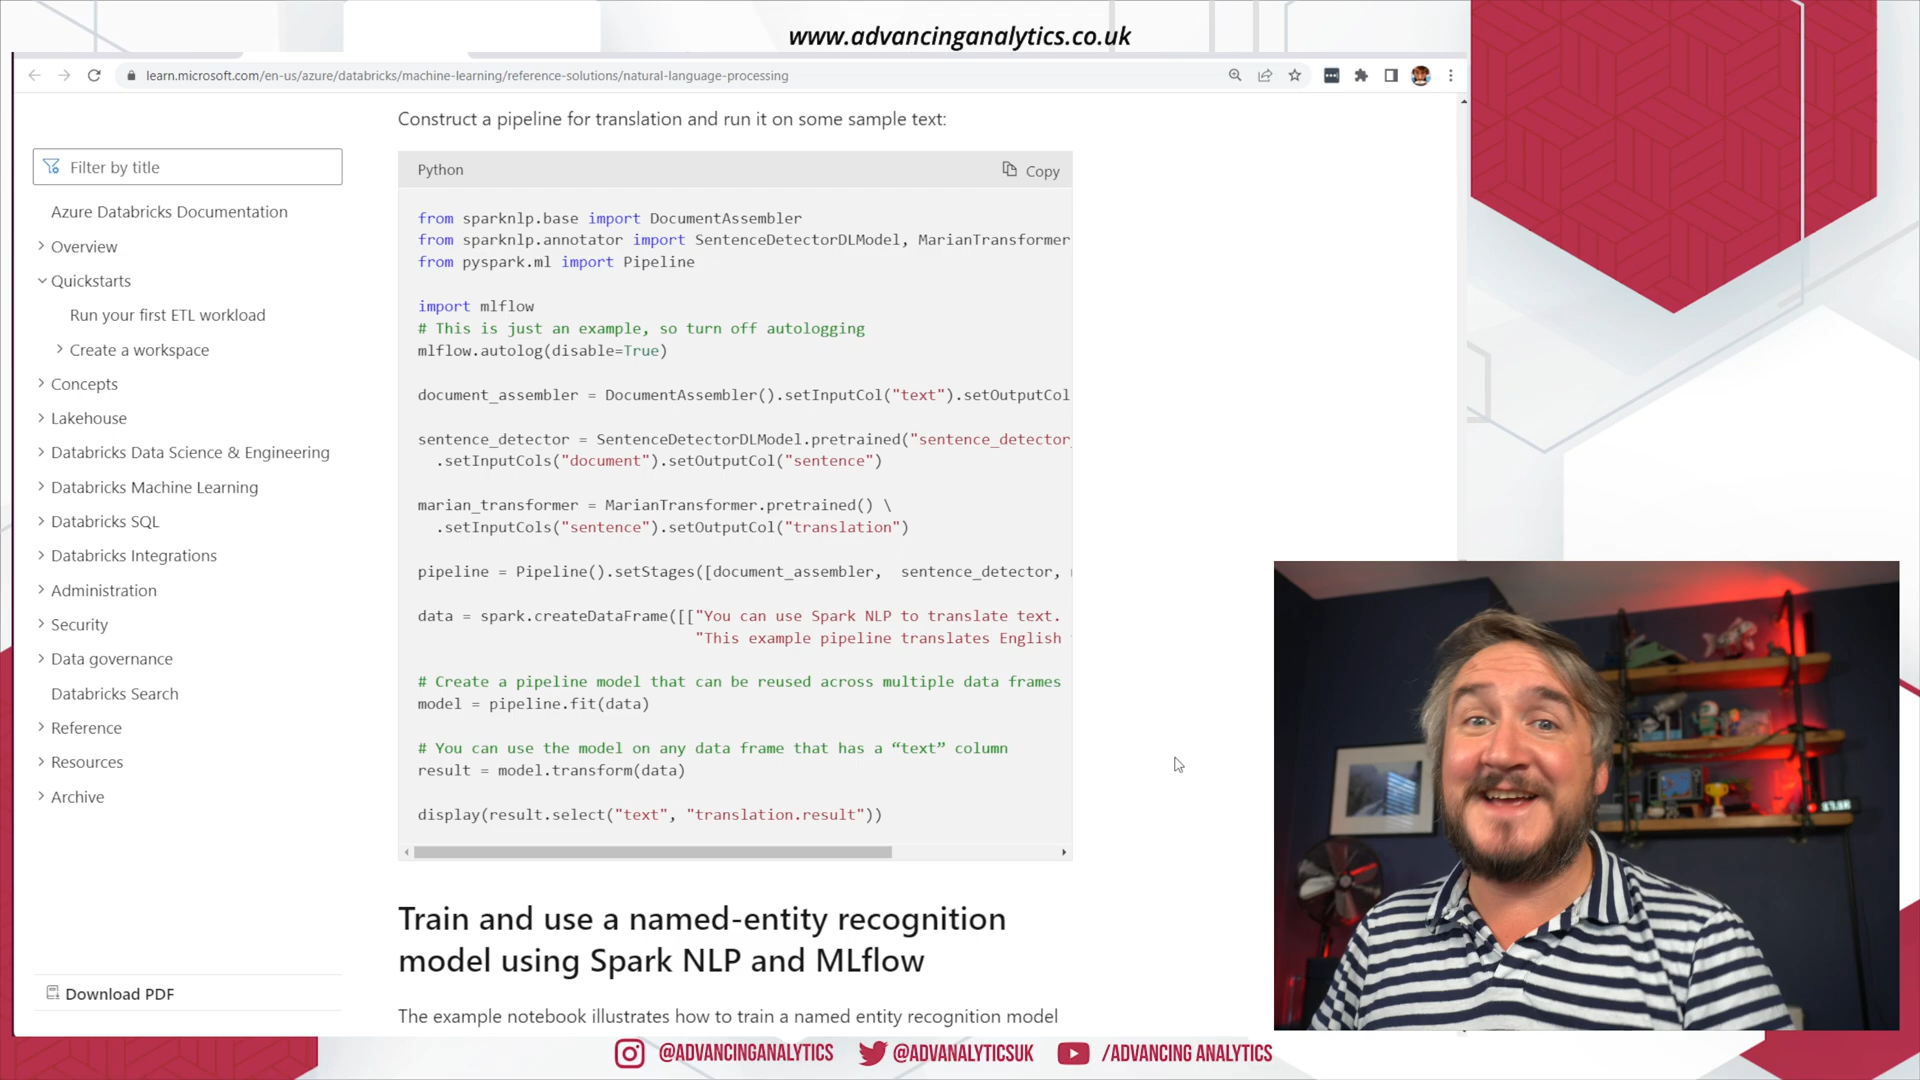 www.advancinganalytics.co.uk
learn.microsoft.com/en-us/azure/databricks/machine-learning/reference-solutions/natural-language-processing
Filter by title
Azure Databricks Documentation
Overview
Quickstarts
Run your first ETL workload
Create a workspace
Concepts
Lakehouse
Databricks Data Science & Engineering
Databricks Machine Learning
Databricks SQL
Databricks Integrations
Administration
Security
Data governance
Databricks Search
Reference
Resources
Archive
Download PDF
Construct a pipeline for translation and run it on some sample text:
Python
Copy
from sparknlp.base import DocumentAssembler
from sparknlp.annotator import SentenceDetectorDLModel, MarianTransformer
from pyspark.ml import Pipeline
import mlflow
# This is just an example, so turn off autologging
mlflow.autolog(disable=True)
document_assembler = DocumentAssembler().setInputCol("text").setOutputCol
sentence_detector = SentenceDetectorDLModel.pretrained("sentence_detector_
.setInputCols("document").setOutputCol("sentence")
marian_transformer = MarianTransformer.pretrained() \
.setInputCols("sentence").setOutputCol("translation")
pipeline = Pipeline().setStages([document_assembler,  sentence_detector,
data = spark.createDataFrame([["You can use Spark NLP to translate text.
"This example pipeline translates English
# Create a pipeline model that can be reused across multiple data frames
model = pipeline.fit(data)
# You can use the model on any data frame that has a “text” column
result = model.transform(data)
display(result.select("text", "translation.result"))
Train and use a named-entity recognition
model using Spark NLP and MLflow
The example notebook illustrates how to train a named entity recognition model
@ADVANCINGANALYTICS
@ADVANALYTICSUK
/ADVANCING ANALYTICS